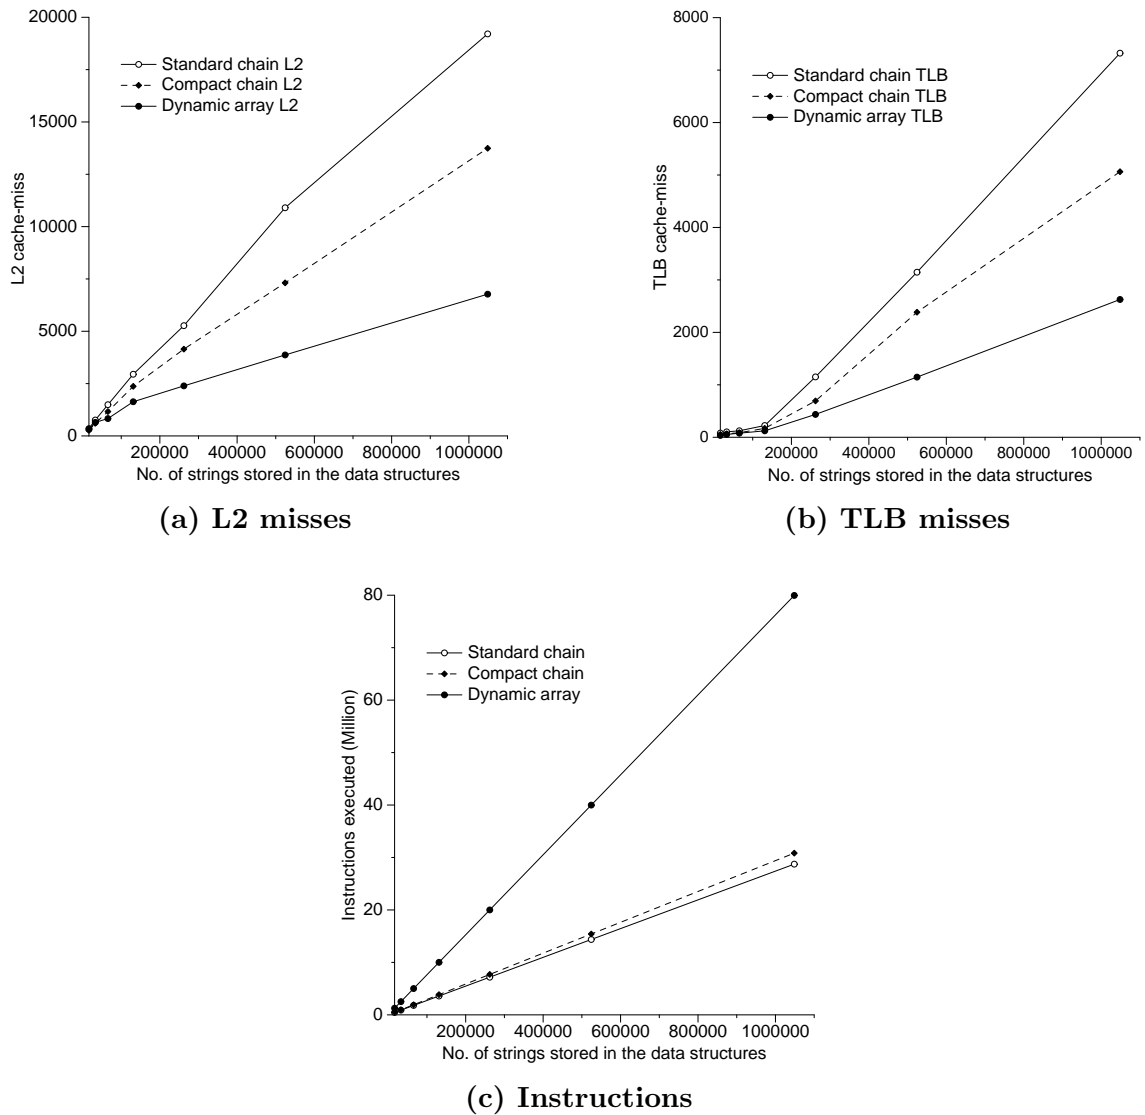 20000
15000
10000
5000
0
L2 cache-miss
Standard chain L2
Compact chain L2
Dynamic array L2
200000 400000 600000 800000 1000000
No. of strings stored in the data structures
(a) L2 misses
8000
6000
4000
2000
0
TLB cache-miss
Standard chain TLB
Compact chain TLB
Dynamic array TLB
200000 400000 600000 800000 1000000
No. of strings stored in the data structures
(b) TLB misses
80
60
40
20
0
Instructions executed (Million)
Standard chain
Compact chain
Dynamic array
200000 400000 600000 800000 1000000
No. of strings stored in the data structures
(c) Instructions